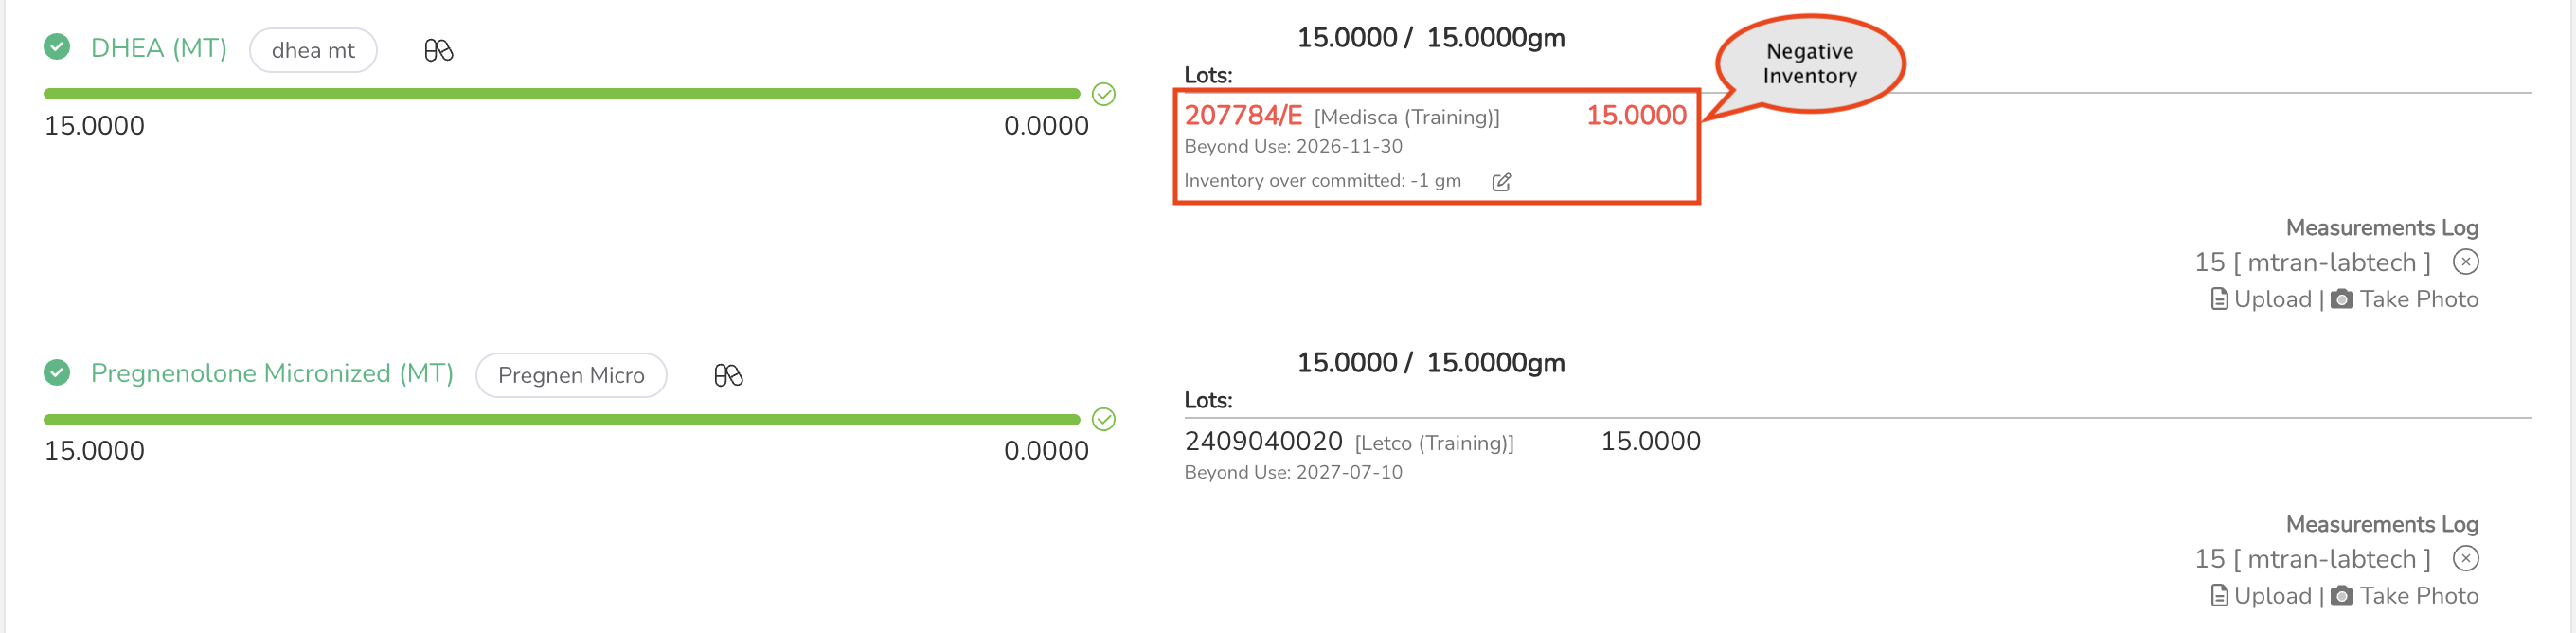 DHEA (MT) dhea mt
15.0000 0.0000
15.0000 / 15.0000gm
Lots:
207784/E [Medisca (Training)] 15.0000
Beyond Use: 2026-11-30
Inventory over committed: -1 gm
Negative
Inventory
Measurements Log
15 [ mtran-labtech ]
Upload | Take Photo
Pregnenolone Micronized (MT) Pregnen Micro
15.0000 0.0000
15.0000 / 15.0000gm
Lots:
2409040020 [Letco (Training)] 15.0000
Beyond Use: 2027-07-10
Measurements Log
15 [ mtran-labtech ]
Upload | Take Photo